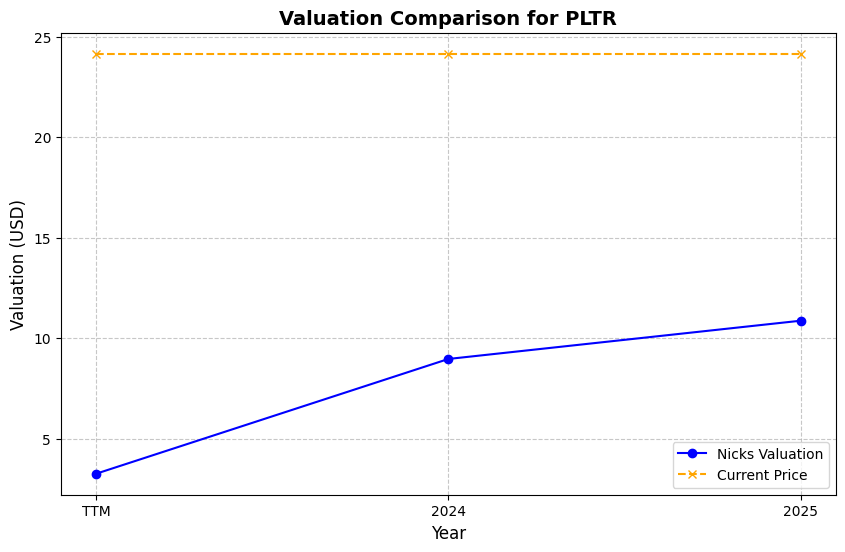 Valuation Comparison for PLTR
25
20
15
10
5
Valuation (USD)
TTM
2024
2025
Year
Nicks Valuation
Current Price